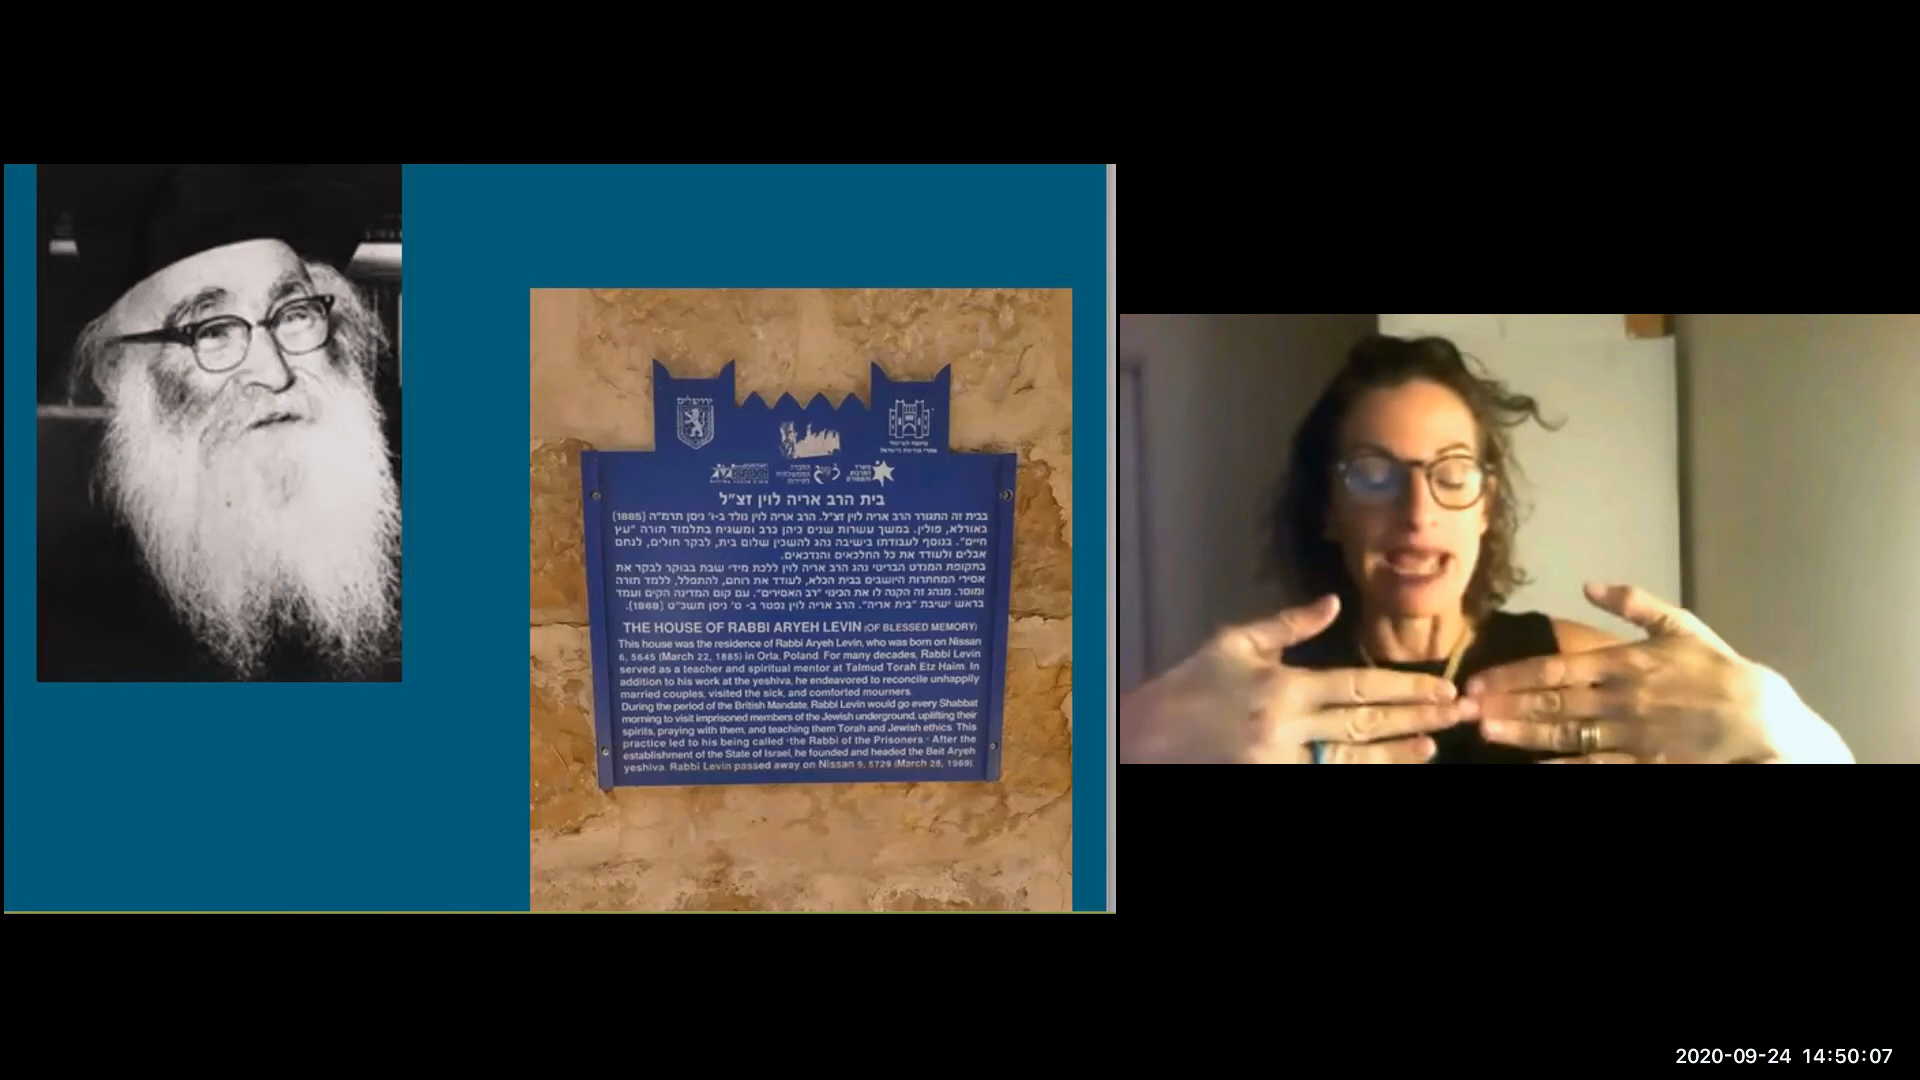 ירושלים
בית הרב אריה לוין זצ"ל
בבית זה התגורר הרב אריה לוין זצ"ל. הרב אריה לוין נולד ב-ו' ניסן תרמ"ה (1885)
באורלא, פולין. במשך עשרות שנים כיהן כרב ומשגיח בתלמוד תורה "עץ
חיים". בנוסף לעבודתו בישיבה נהג להשכין שלום בית, לבקר חולים, לנחם
אבלים ולעודד את כל החלכאים והנדכאים.
בתקופת המנדט הבריטי נהג הרב אריה לוין ללכת מידי שבת בבוקר לבקר את
אסירי המחתרות היושבים בבית הכלא, לעודד את רוחם, להתפלל, ללמד תורה
ומוסר. מנהג זה הקנה לו את הכינוי "רב האסירים". עם קום המדינה הקים ועמד
בראש ישיבת "בית אריה". הרב אריה לוין נפטר ב- ט' ניסן תשכ"ט (1969).
THE HOUSE OF RABBI ARYEH LEVIN (OF BLESSED MEMORY)
This house was the residence of Rabbi Aryeh Levin, who was born on Nissan
6, 5645 (March 22, 1885) in Orla, Poland. For many decades, Rabbi Levin
served as a teacher and spiritual mentor at Talmud Torah Etz Haim. In
addition to his work at the yeshiva, he endeavored to reconcile unhappily
married couples, visited the sick, and comforted mourners.
During the period of the British Mandate, Rabbi Levin would go every Shabbat
morning to visit imprisoned members of the Jewish underground, uplifting their
spirits, praying with them, and teaching them Torah and Jewish ethics. This
practice led to his being called "the Rabbi of the Prisoners." After the
establishment of the State of Israel, he founded and headed the Beit Aryeh
yeshiva. Rabbi Levin passed away on Nissan 9, 5729 (March 28, 1969).
2020-09-24 14:50:07